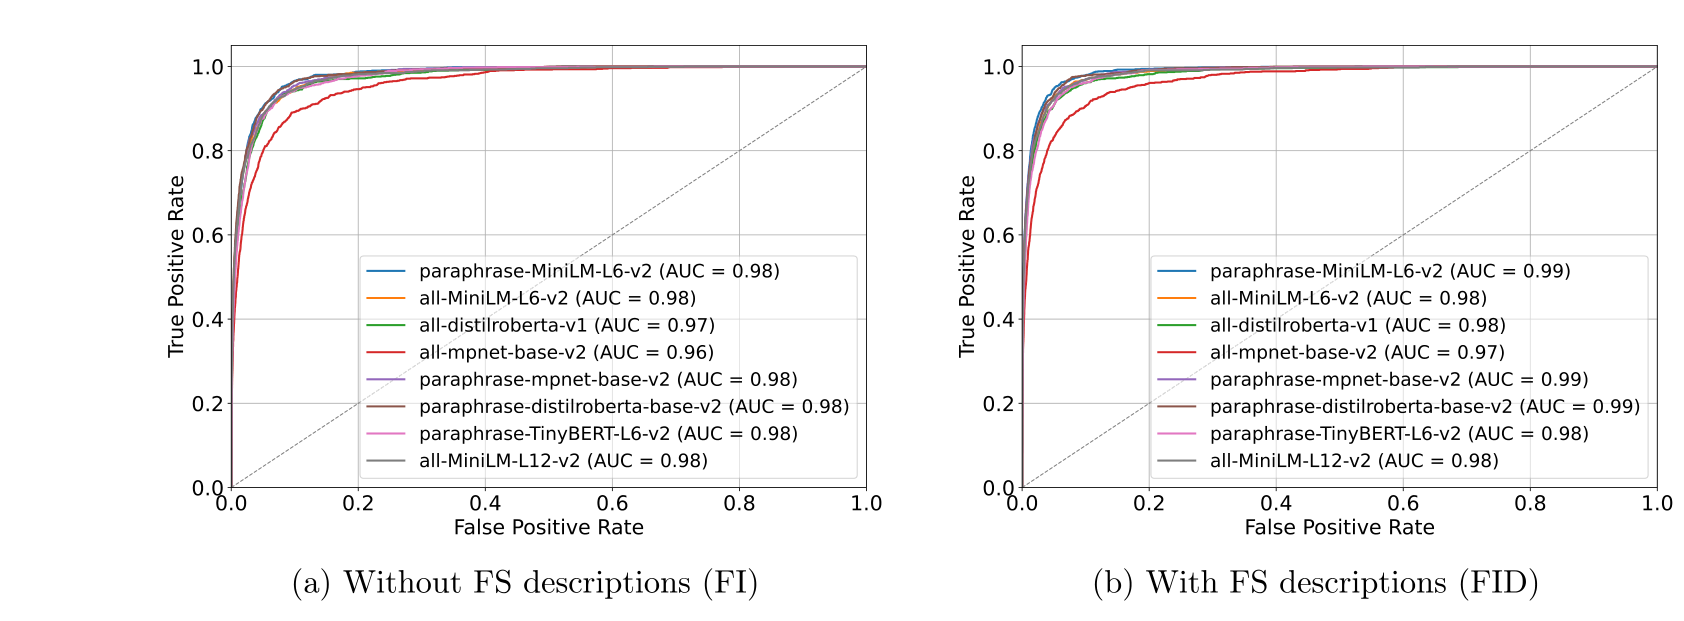 1.0
0.8
0.6
0.4
0.2
0.0
True Positive Rate
paraphrase-MiniLM-L6-v2 (AUC = 0.98)
all-MiniLM-L6-v2 (AUC = 0.98)
all-distilroberta-v1 (AUC = 0.97)
all-mpnet-base-v2 (AUC = 0.96)
paraphrase-mpnet-base-v2 (AUC = 0.98)
paraphrase-distilroberta-base-v2 (AUC = 0.98)
paraphrase-TinyBERT-L6-v2 (AUC = 0.98)
all-MiniLM-L12-v2 (AUC = 0.98)
0.0 0.2 0.4 0.6 0.8 1.0
False Positive Rate
(a) Without FS descriptions (FI)
1.0
0.8
0.6
0.4
0.2
0.0
True Positive Rate
paraphrase-MiniLM-L6-v2 (AUC = 0.99)
all-MiniLM-L6-v2 (AUC = 0.98)
all-distilroberta-v1 (AUC = 0.98)
all-mpnet-base-v2 (AUC = 0.97)
paraphrase-mpnet-base-v2 (AUC = 0.99)
paraphrase-distilroberta-base-v2 (AUC = 0.99)
paraphrase-TinyBERT-L6-v2 (AUC = 0.98)
all-MiniLM-L12-v2 (AUC = 0.98)
0.0 0.2 0.4 0.6 0.8 1.0
False Positive Rate
(b) With FS descriptions (FID)